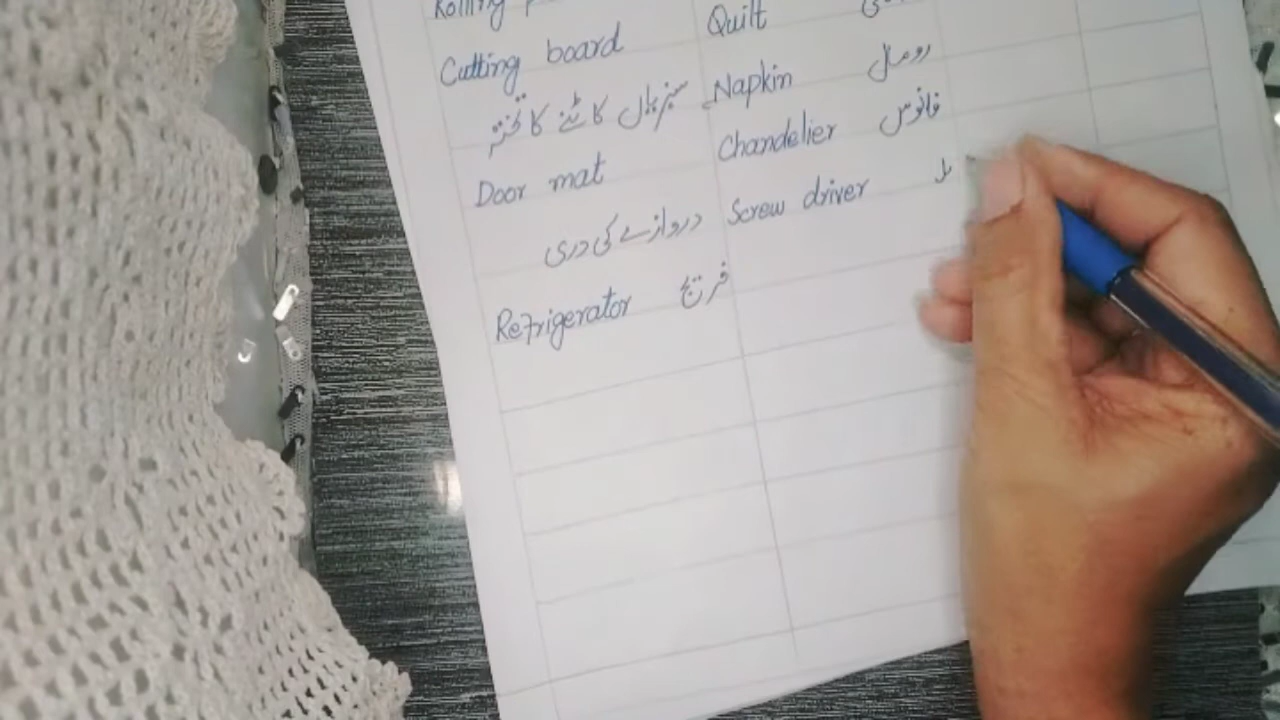 Rolling
Cutting board
سبزیاں کاٹنے کا تختہ
Door mat
دروازے کی دری
Refrigerator فریج
Quilt
Napkin رومال
Chandelier فانوس
Screw driver